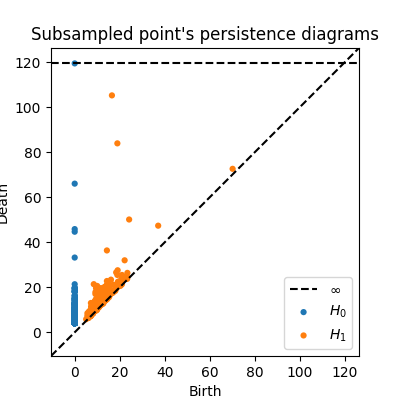 Subsampled point's persistence diagrams
120
100
80
60
40
20
0
Death
0 20 40 60 80 100 120
Birth
∞
H₀
H₁